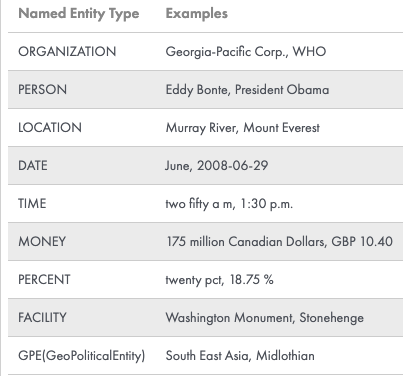 Named Entity Type Examples
ORGANIZATION Georgia-Pacific Corp., WHO
PERSON Eddy Bonte, President Obama
LOCATION Murray River, Mount Everest
DATE June, 2008-06-29
TIME two fifty a m, 1:30 p.m.
MONEY 175 million Canadian Dollars, GBP 10.40
PERCENT twenty pct, 18.75 %
FACILITY Washington Monument, Stonehenge
GPE(GeoPoliticalEntity) South East Asia, Midlothian